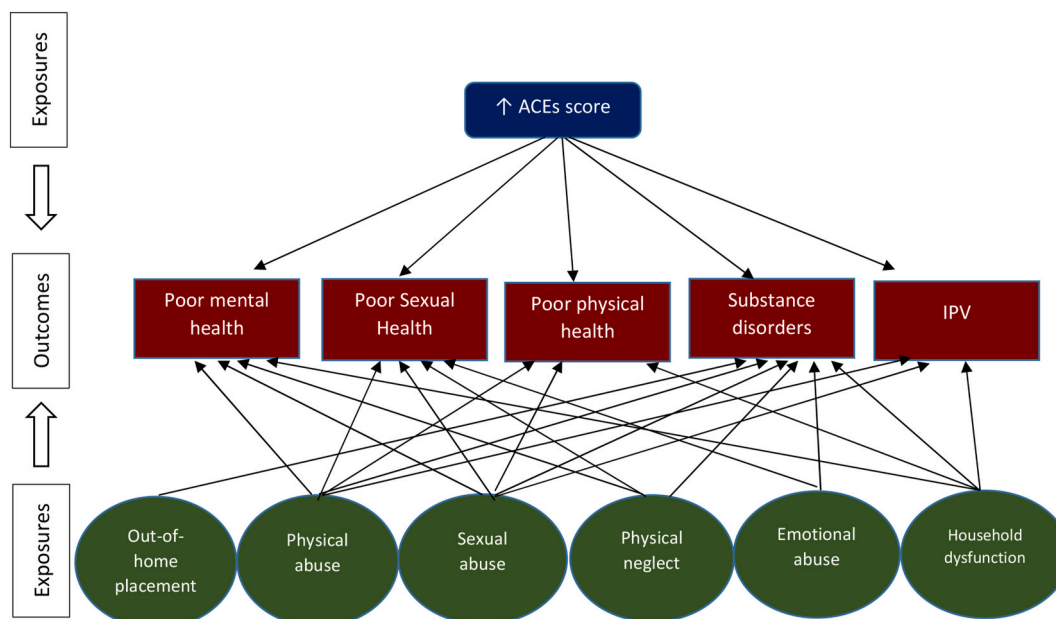 Exposures
↑ ACEs score
Outcomes
Poor mental
health
Poor Sexual
Health
Poor physical
health
Substance
disorders
IPV
Exposures
Out-of-
home
placement
Physical
abuse
Sexual
abuse
Physical
neglect
Emotional
abuse
Household
dysfunction